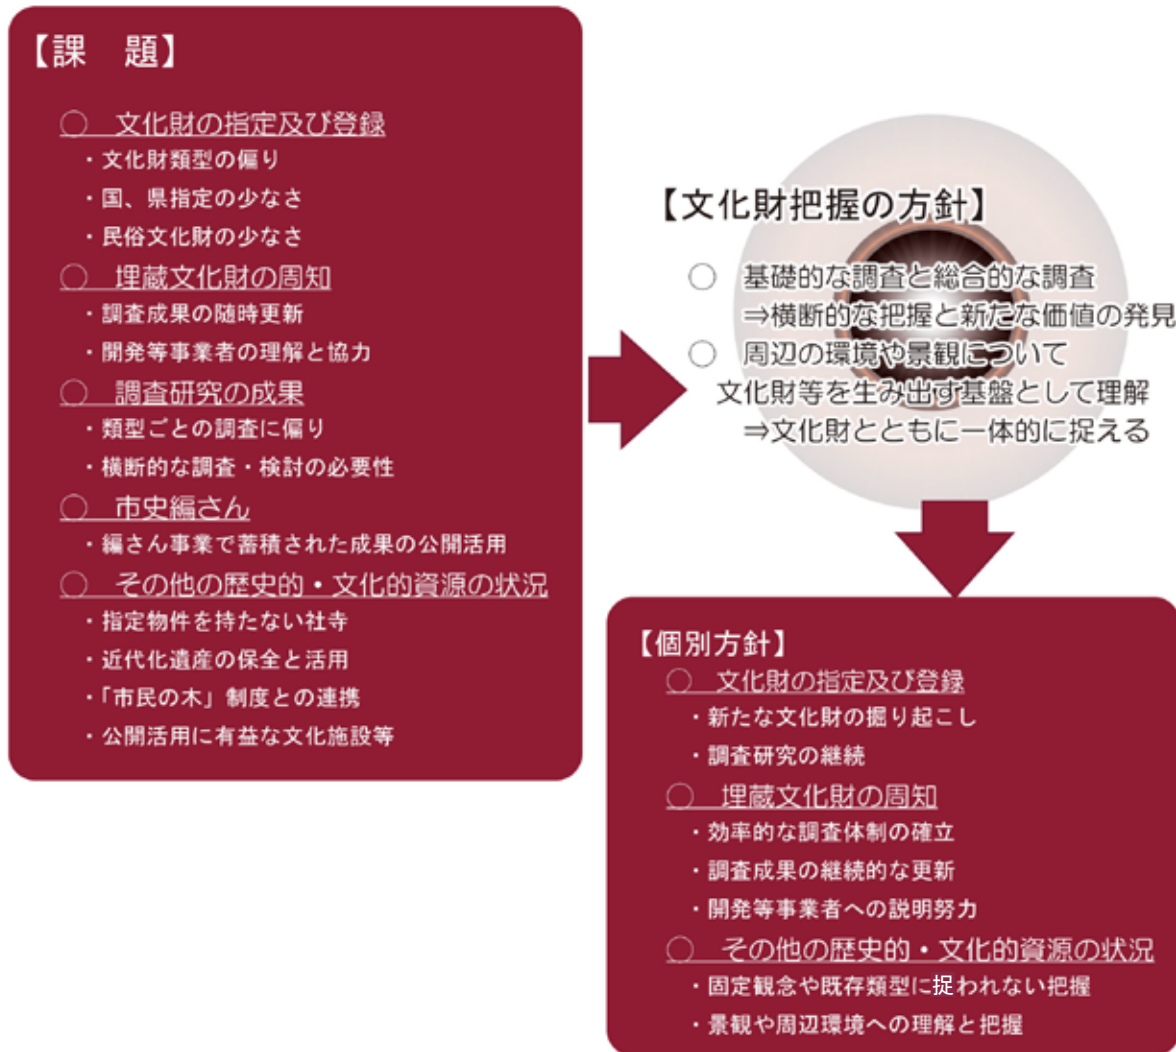 【課　題】
○　文化財の指定及び登録
・文化財類型の偏り
・国、県指定の少なさ
・民俗文化財の少なさ
○　埋蔵文化財の周知
・調査成果の随時更新
・開発等事業者の理解と協力
○　調査研究の成果
・類型ごとの調査に偏り
・横断的な調査・検討の必要性
○　市史編さん
・編さん事業で蓄積された成果の公開活用
○　その他の歴史的・文化的資源の状況
・指定物件を持たない社寺
・近代化遺産の保全と活用
・「市民の木」制度との連携
・公開活用に有益な文化施設等
【文化財把握の方針】
○　基礎的な調査と総合的な調査
⇒横断的な把握と新たな価値の発見
○　周辺の環境や景観について
文化財等を生み出す基盤として理解
⇒文化財とともに一体的に捉える
【個別方針】
○　文化財の指定及び登録
・新たな文化財の掘り起こし
・調査研究の継続
○　埋蔵文化財の周知
・効率的な調査体制の確立
・調査成果の継続的な更新
・開発等事業者への説明努力
○　その他の歴史的・文化的資源の状況
・固定観念や既存類型に捉われない把握
・景観や周辺環境への理解と把握